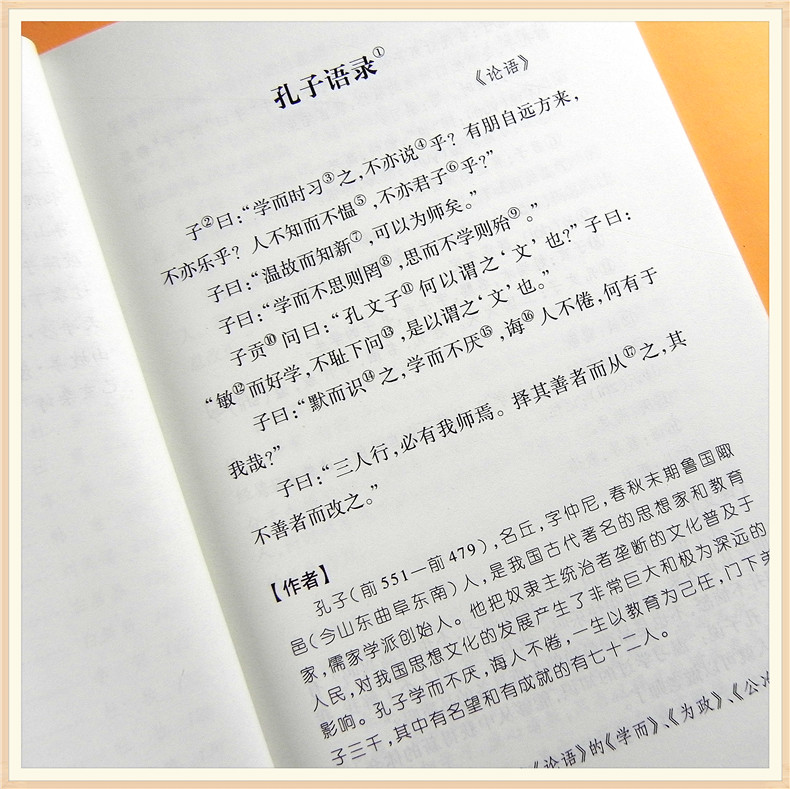 孔子语录①
《论语》
子②曰：“学而时习③之，不亦说④乎？有朋自远方来，
不亦乐乎？人不知而不愠⑤，不亦君子⑥乎？”
子曰：“温故而知新⑦，可以为师矣。”
子曰：“学而不思则罔⑧，思而不学则殆⑨。”
子贡⑩问曰：“孔文子⑪何以谓之‘文’也？”子曰：
“敏⑫而好学，不耻下问⑬，是以谓之‘文’也。”
子曰：“默而识⑭之，学而不厌⑮，诲⑯人不倦，何有于
我哉？”
子曰：“三人行，必有我师焉。择其善者而从⑰之，其
不善者而改之。”
【作者】
孔子（前551—前479），名丘，字仲尼，春秋末期鲁国陬
邑（今山东曲阜东南）人，是我国古代著名的思想家和教育
家，儒家学派创始人。他把奴隶主统治者垄断的文化普及于
人民，对我国思想文化的发展产生了非常巨大和极为深远的
影响。孔子学而不厌，诲人不倦，一生以教育为己任，门下弟
子三千，其中有名望和有成就的有七十二人。
《论语》的《学而》、《为政》、《公